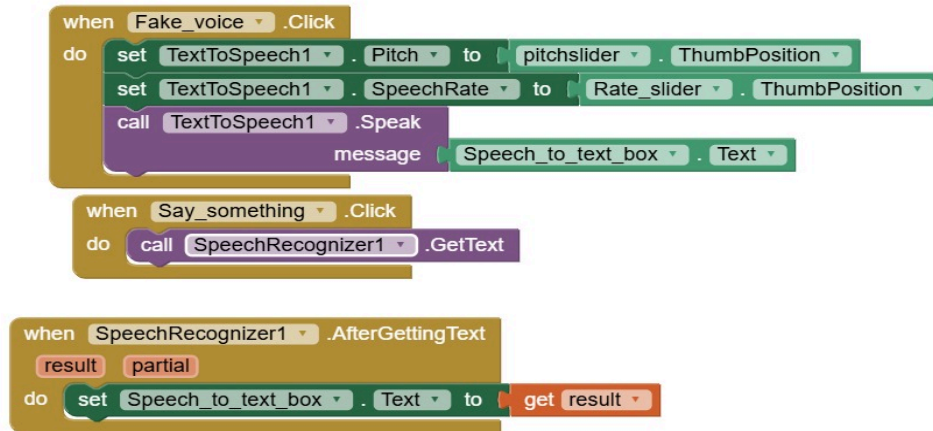 when Fake_voice .Click
do set TextToSpeech1 . Pitch to pitchslider . ThumbPosition
set TextToSpeech1 . SpeechRate to Rate_slider . ThumbPosition
call TextToSpeech1 .Speak
message Speech_to_text_box . Text
when Say_something .Click
do call SpeechRecognizer1 .GetText
when SpeechRecognizer1 .AfterGettingText
result partial
do set Speech_to_text_box . Text to get result